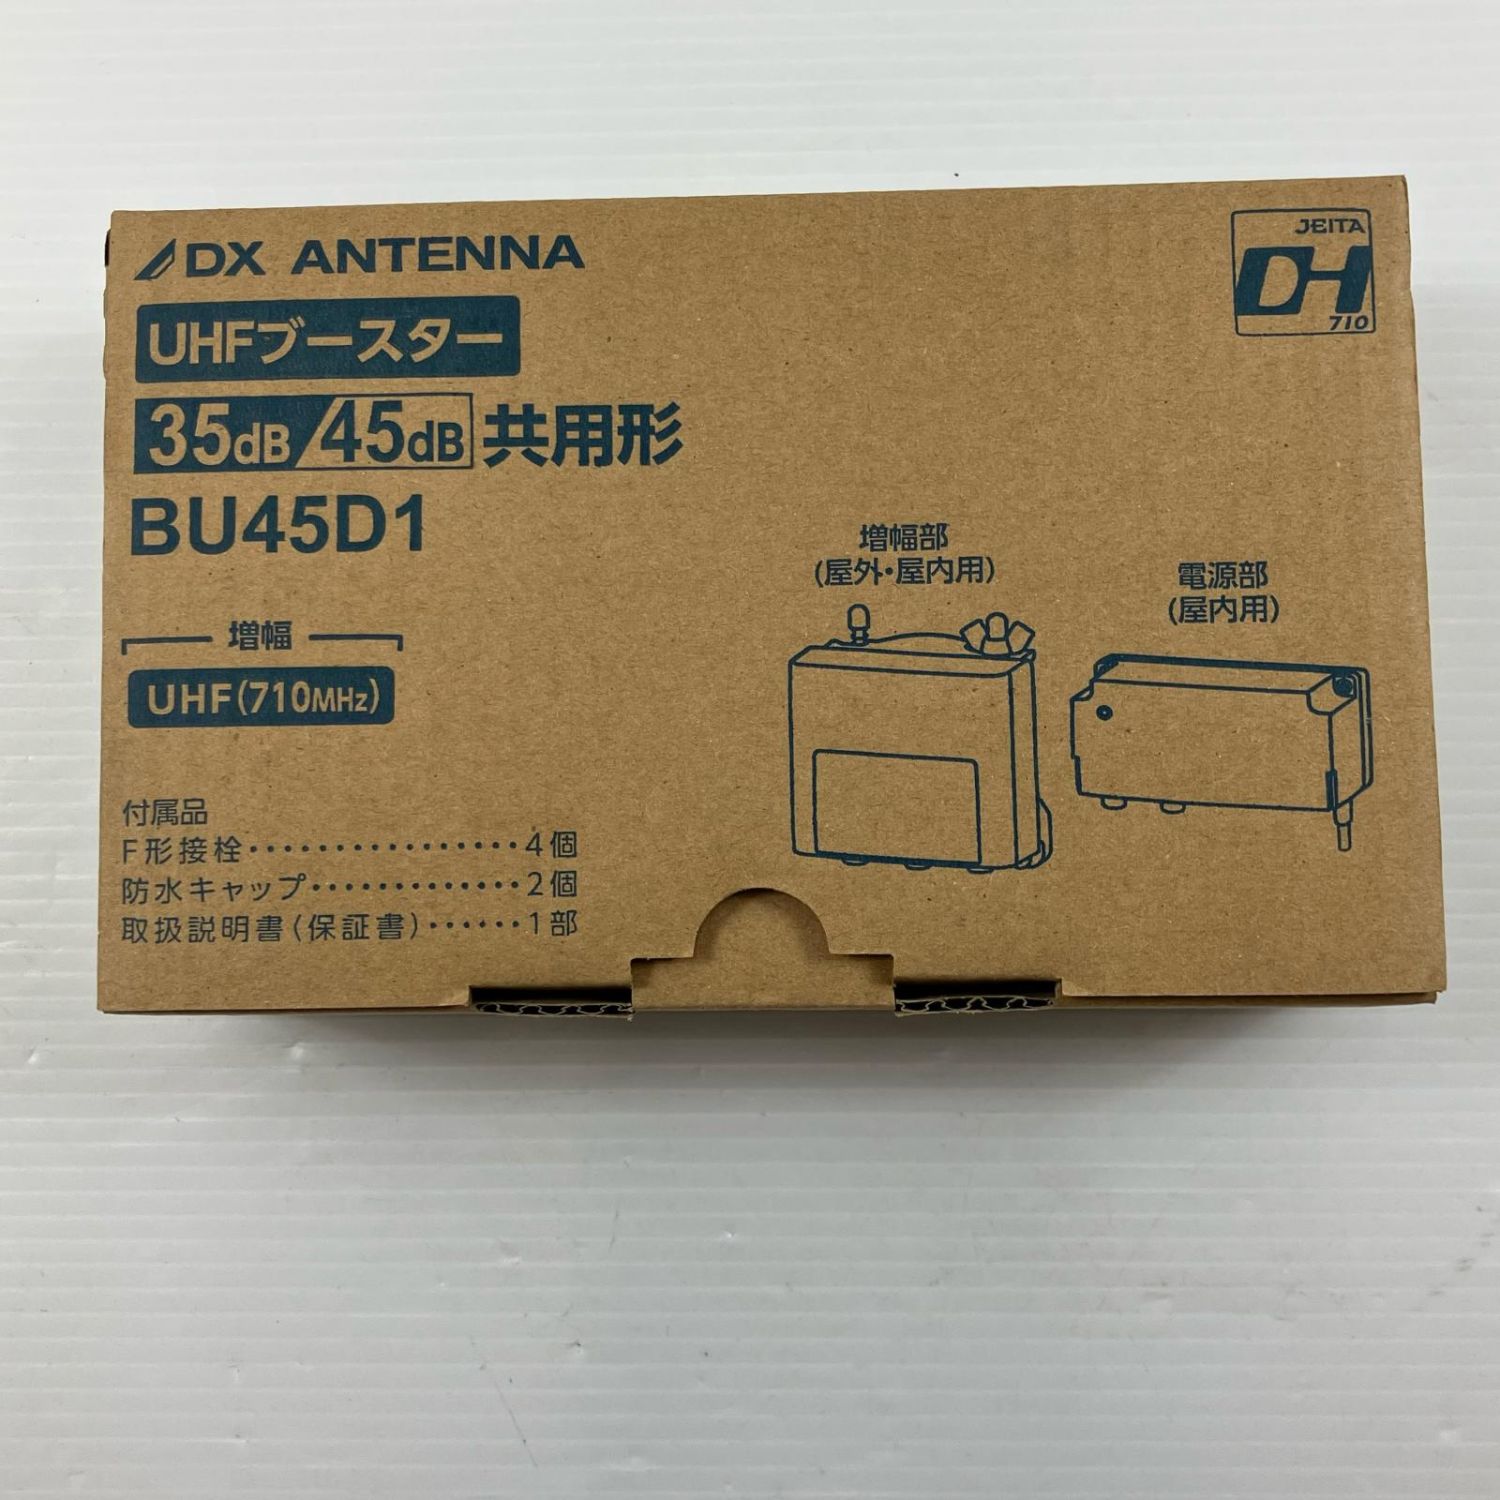 DX ANTENNA
JEITA
DH
710
UHFブースター
35dB/45dB 共用形
BU45D1
増幅部
(屋外・屋内用)
電源部
(屋内用)
増幅
UHF(710MHz)
付属品
F形接栓・・・・・・・・・・・・・・・・4個
防水キャップ・・・・・・・・・・・・・2個
取扱説明書(保証書)・・・・・・1部